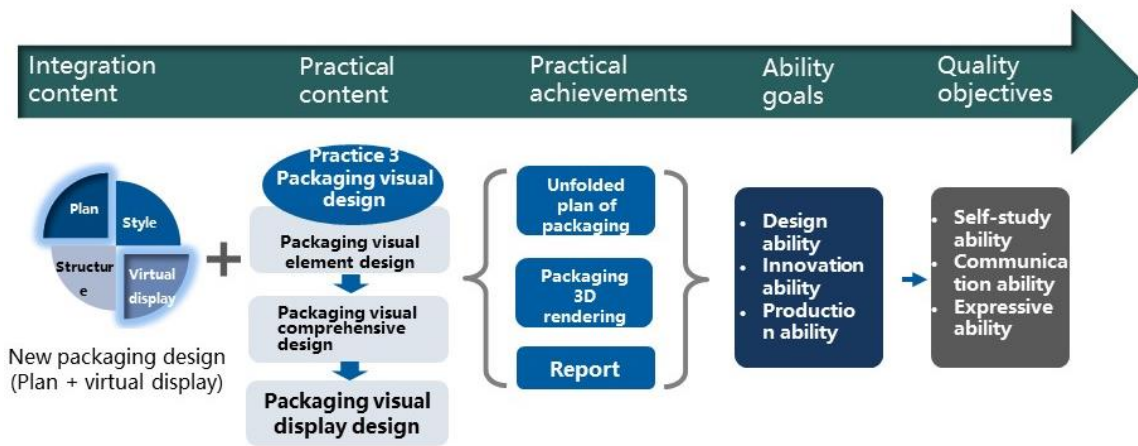 Integration
content
Practical
content
Practical
achievements
Ability
goals
Quality
objectives
Plan
Style
Structur
e
Virtual
display
+
New packaging design
(Plan + virtual display)
Practice 3
Packaging visual
design
Packaging visual
element design
Packaging visual
comprehensive
design
Packaging visual
display design
Unfolded
plan of
packaging
Packaging
3D
rendering
Report
• Design
ability
• Innovation
ability
• Productio
n ability
• Self-study
ability
• Communica
tion ability
• Expressive
ability